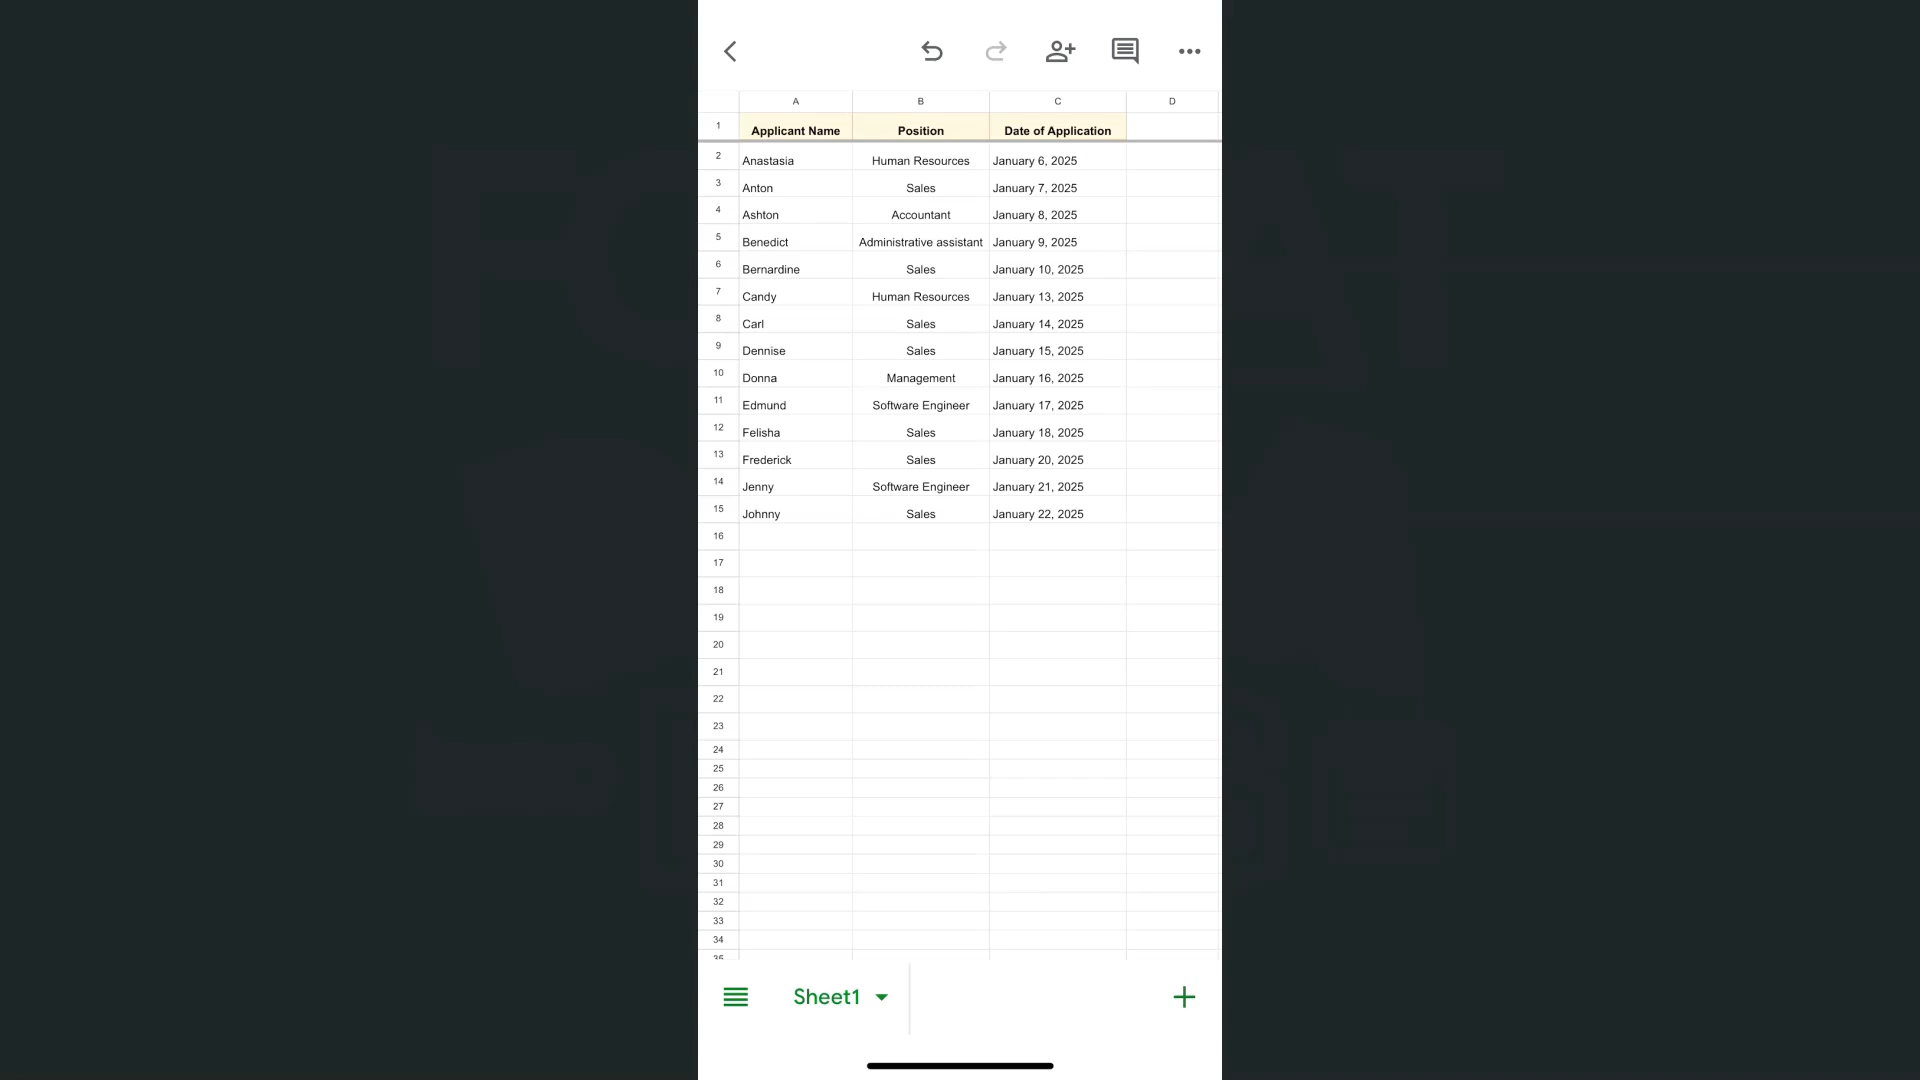 A B C D
1 Applicant Name Position Date of Application
2 Anastasia Human Resources January 6, 2025
3 Anton Sales January 7, 2025
4 Ashton Accountant January 8, 2025
5 Benedict Administrative assistant January 9, 2025
6 Bernardine Sales January 10, 2025
7 Candy Human Resources January 13, 2025
8 Carl Sales January 14, 2025
9 Dennise Sales January 15, 2025
10 Donna Management January 16, 2025
11 Edmund Software Engineer January 17, 2025
12 Felisha Sales January 18, 2025
13 Frederick Sales January 20, 2025
14 Jenny Software Engineer January 21, 2025
15 Johnny Sales January 22, 2025
16
17
18
19
20
21
22
23
24
25
26
27
28
29
30
31
32
33
34
35
Sheet1